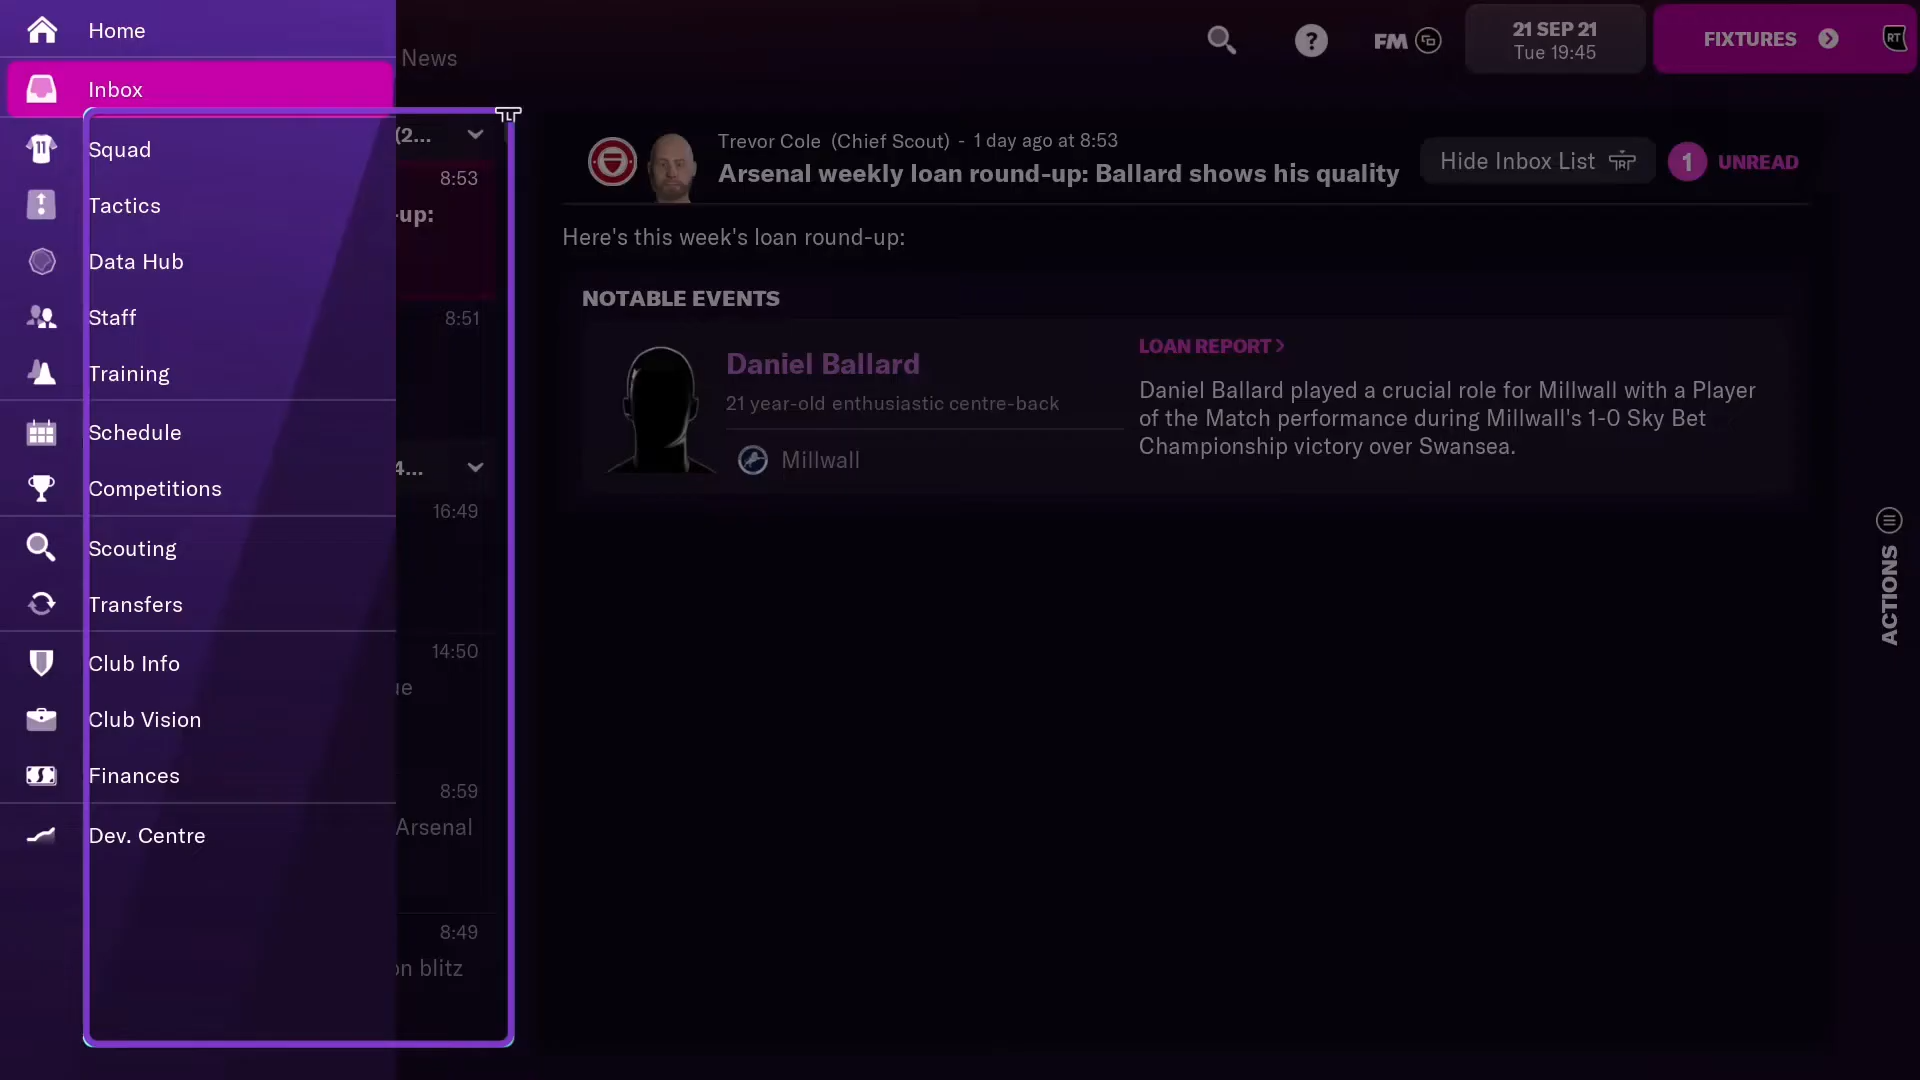 Home
Inbox
Squad
Tactics
Data Hub
Staff
Training
Schedule
Competitions
Scouting
Transfers
Club Info
Club Vision
Finances
Dev. Centre
News
(2...
8:53
-up:
8:51
4...
16:49
14:50
ue
8:59
Arsenal
8:49
on blitz
FM
21 SEP 21
Tue 19:45
FIXTURES
RT
Trevor Cole (Chief Scout) - 1 day ago at 8:53
Arsenal weekly loan round-up: Ballard shows his quality
Hide Inbox List
1 UNREAD
Here's this week's loan round-up:
NOTABLE EVENTS
Daniel Ballard
21 year-old enthusiastic centre-back
Millwall
LOAN REPORT >
Daniel Ballard played a crucial role for Millwall with a Player
of the Match performance during Millwall's 1-0 Sky Bet
Championship victory over Swansea.
ACTIONS